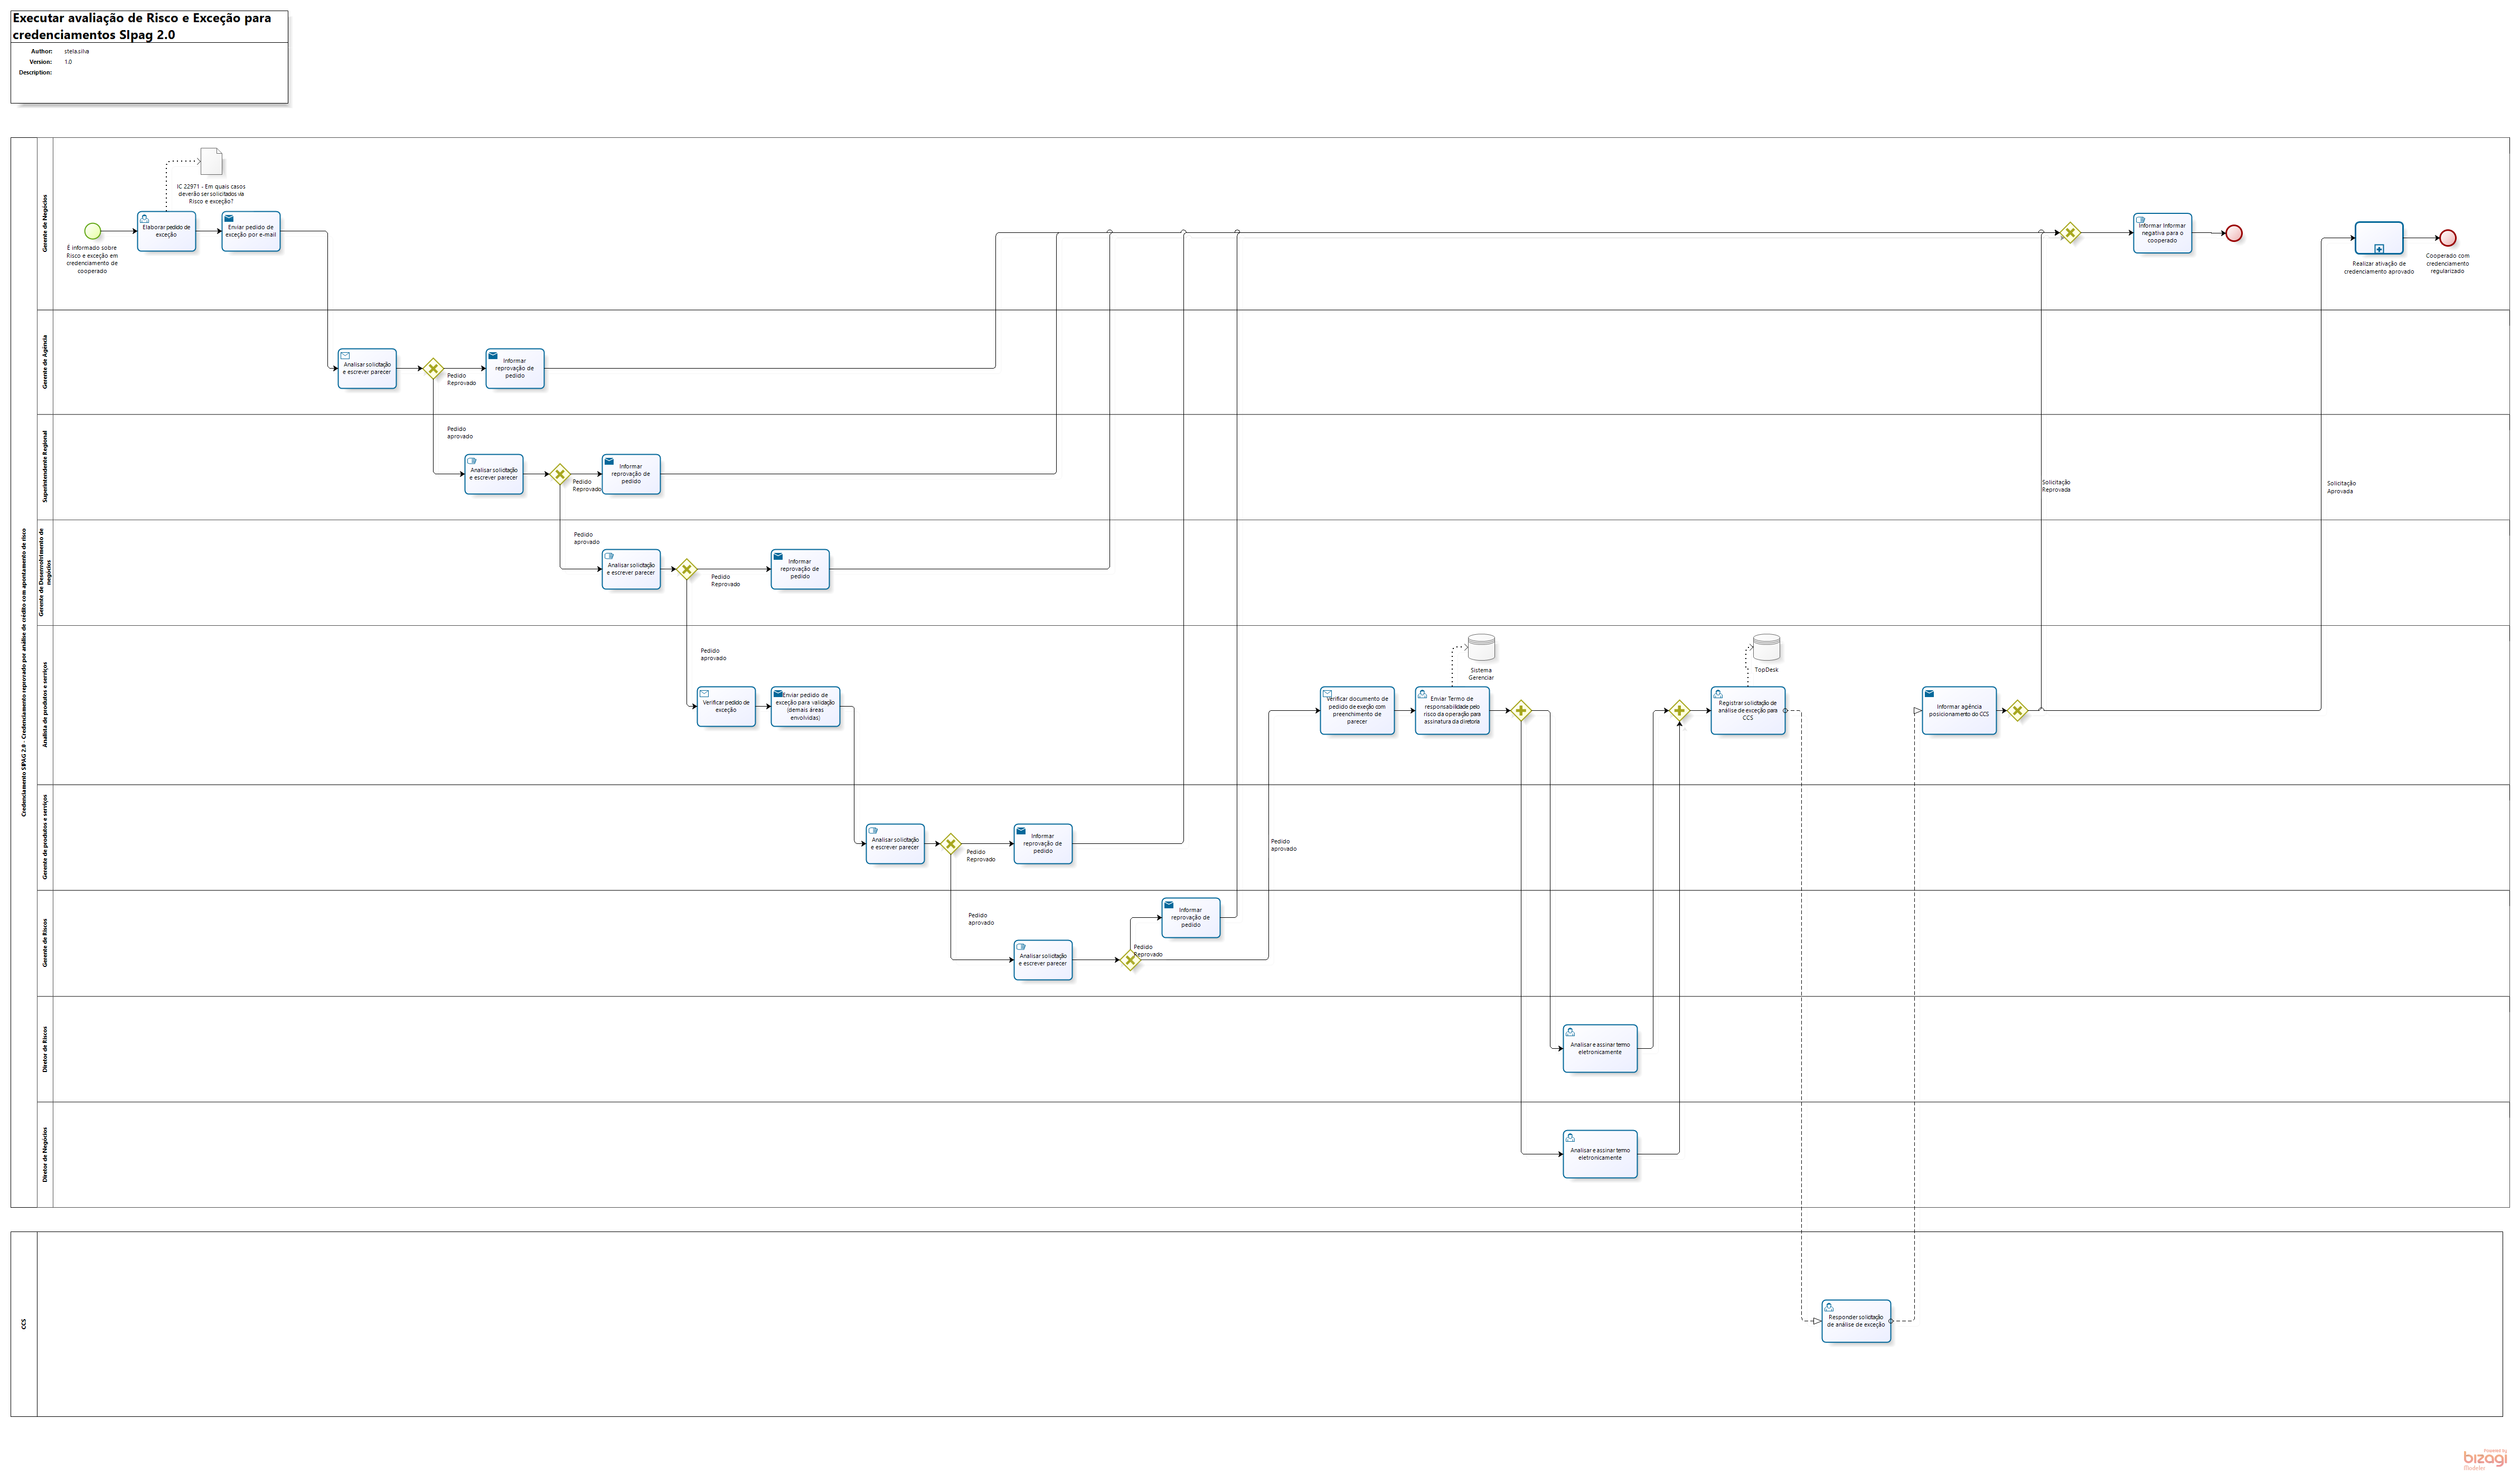 Executar avaliação de Risco e Exceção para
credenciamentos SIpag 2.0
Author: stela.silva
Version: 1.0
Description:
Credenciamento SIPAG 2.0 - Credenciamento reprovado por análise de crédito com apontamento de risco
Gerente de Negócios
É informado sobre
Risco e exceção em
credenciamento de
cooperado
Elaborar pedido de
exceção
IC 22971 - Em quais casos
deverão ser solicitados via
Risco e exceção?
Enviar pedido de
exceção por e-mail
Informar Informar
negativa para o
cooperado
Realizar ativação de
credenciamento aprovado
Cooperado com
credenciamento
regularizado
Gerente de Agência
Analisar solicitação
e escrever parecer
Pedido
Reprovado
Informar
reprovação de
pedido
Pedido
aprovado
Superintendente Regional
Analisar solicitação
e escrever parecer
Pedido
Reprovado
Informar
reprovação de
pedido
Solicitação
Reprovada
Solicitação
Aprovada
Gerente de Desenvolvimento de
negócios
Pedido
aprovado
Analisar solicitação
e escrever parecer
Pedido
Reprovado
Informar
reprovação de
pedido
Analista de produtos e serviços
Pedido
aprovado
Verificar pedido de
exceção
Enviar pedido de
exceção para validação
(demais áreas
envolvidas)
Verificar documento de
pedido de exeção com
preenchimento de
parecer
Enviar Termo de
responsabilidade pelo
risco da operação para
assinatura da diretoria
Sistema
Gerenciar
Registrar solicitação de
análise de exceção para
CCS
TopDesk
Informar agência
posicionamento do CCS
Gerente de produtos e serviços
Analisar solicitação
e escrever parecer
Pedido
Reprovado
Informar
reprovação de
pedido
Pedido
aprovado
Gerente de Riscos
Pedido
aprovado
Analisar solicitação
e escrever parecer
Pedido
Reprovado
Informar
reprovação de
pedido
Diretor de Riscos
Analisar e assinar termo
eletronicamente
Diretor de Negócios
Analisar e assinar termo
eletronicamente
CCS
Responder solicitação
de análise de exceção
Powered by
bizagi
Modeler